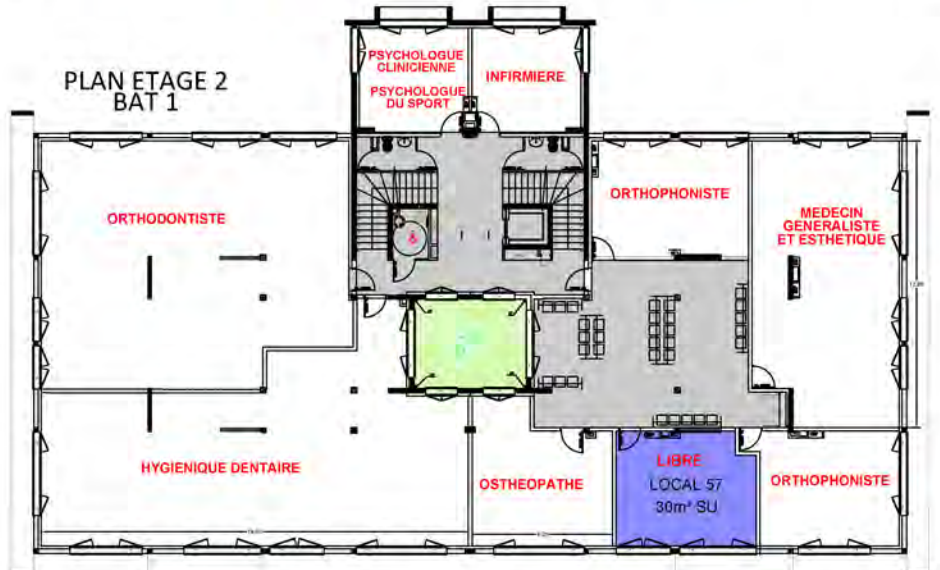 PLAN ETAGE 2
BAT 1
PSYCHOLOGUE
CLINICIENNE
PSYCHOLOGUE
DU SPORT
INFIRMIERE
ORTHODONTISTE
ORTHOPHONISTE
MEDECIN
GENERALISTE
ET ESTHETIQUE
HYGIENIQUE DENTAIRE
OSTHEOPATHE
LIBRE
LOCAL 57
30m² SU
ORTHOPHONISTE